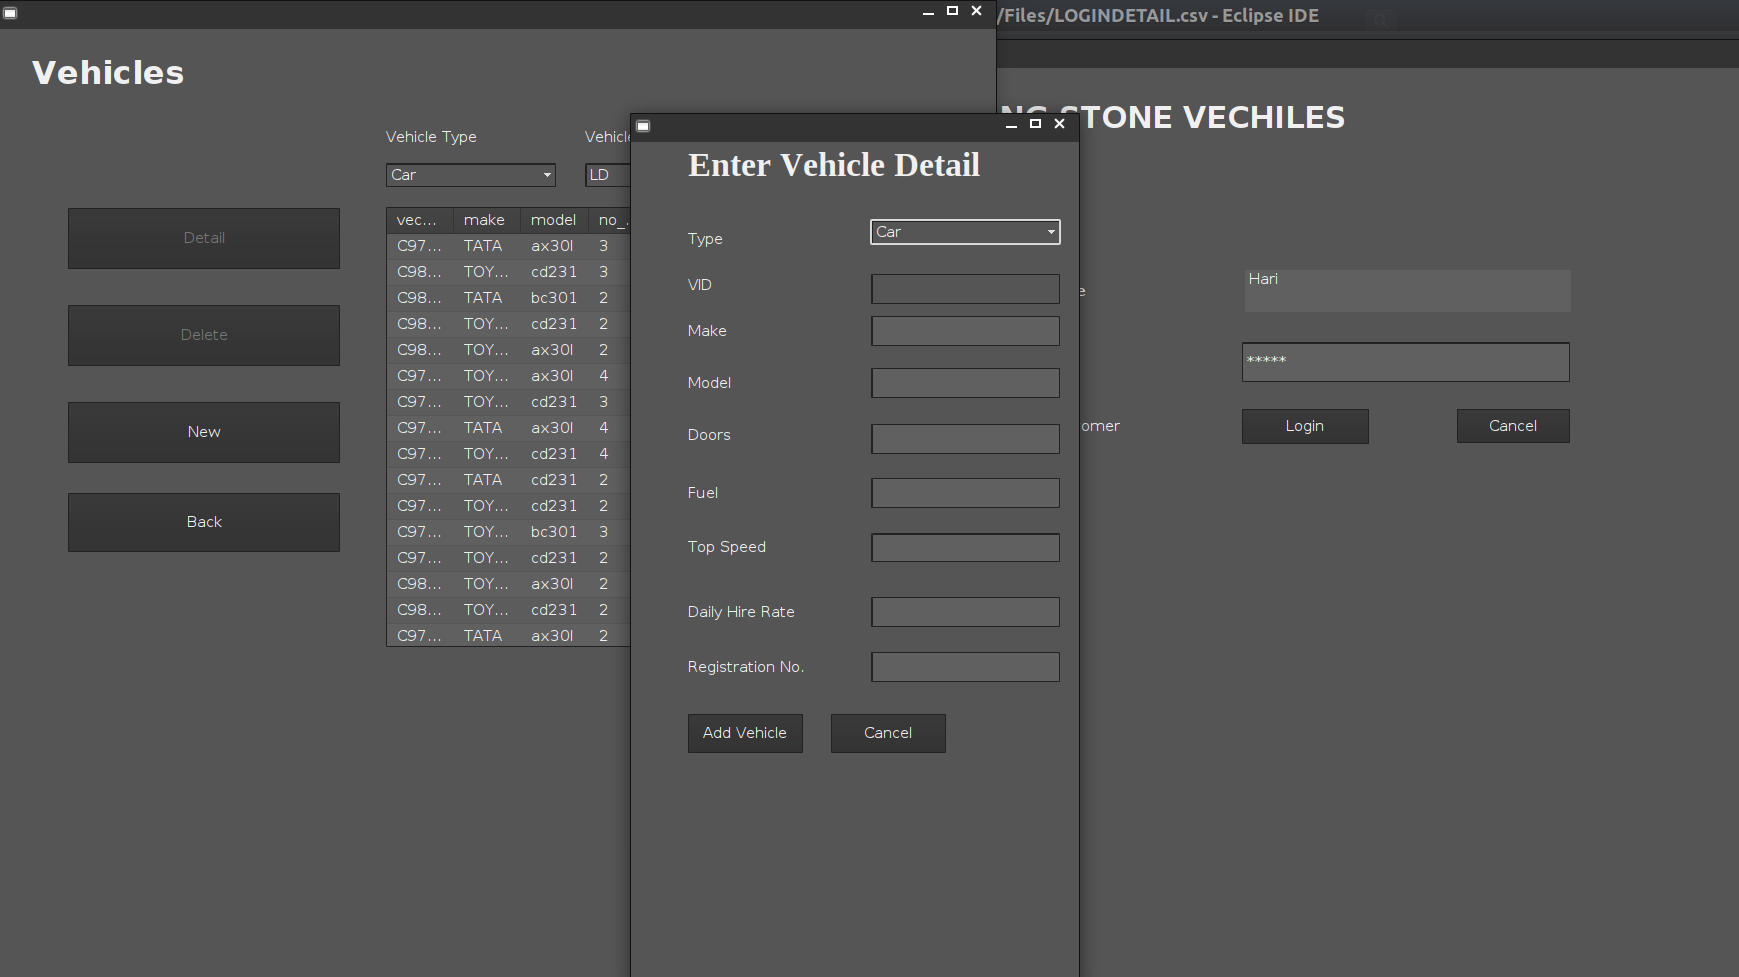 /Files/LOGINDETAIL.csv - Eclipse IDE
Vehicles
Vehicle Type
Car
LD
Detail
Delete
New
Back
vec... make model no_
C97... TATA ax30l 3
C98... TOY... cd231 3
C98... TATA bc301 2
C98... TOY... cd231 2
C98... TOY... ax30l 2
C97... TOY... ax30l 4
C97... TOY... cd231 3
C97... TATA ax30l 4
C97... TOY... cd231 4
C97... TATA cd231 2
C97... TOY... cd231 2
C97... TOY... bc301 3
C97... TOY... cd231 2
C98... TOY... ax30l 2
C98... TOY... cd231 2
C97... TATA ax30l 2
Enter Vehicle Detail
Type Car
VID
Make
Model
Doors
Fuel
Top Speed
Daily Hire Rate
Registration No.
Add Vehicle Cancel
STONE VECHILES
Hari
*****
omer
Login Cancel